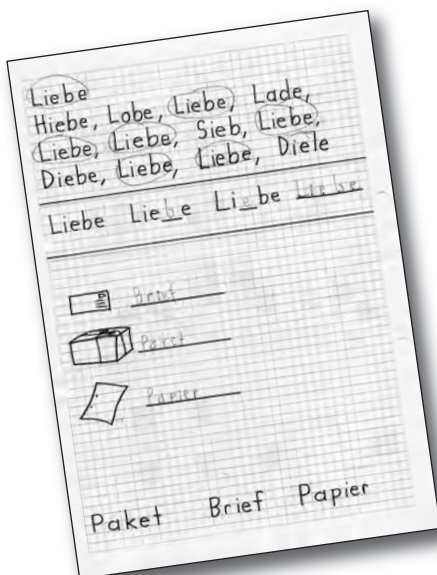 Liebe
Hiebe, Lobe, Liebe, Lade,
Liebe, Liebe, Sieb, Liebe,
Diebe, Liebe, Liebe, Diele
Liebe Liebe Liebe Liebe
Brief
Paket
Papier
Paket Brief Papier